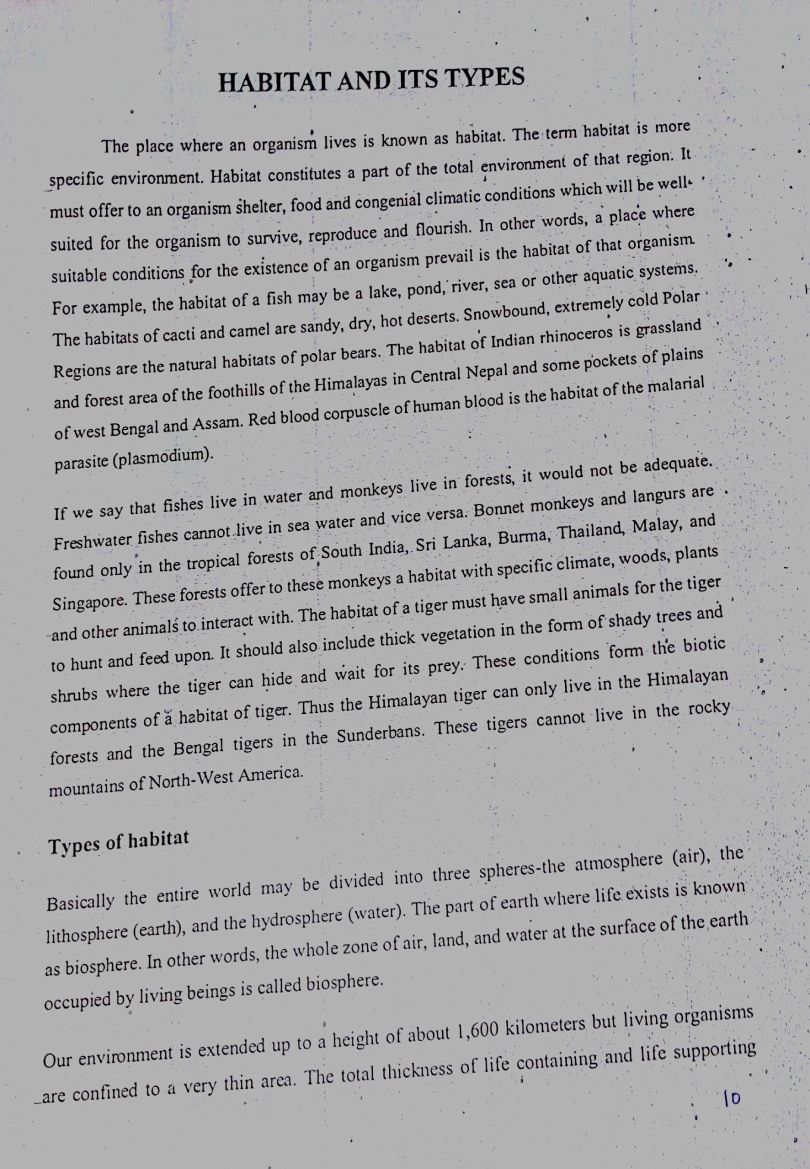 HABITAT AND ITS TYPES
The place where an organism lives is known as habitat. The term habitat is more
specific environment. Habitat constitutes a part of the total environment of that region. It
must offer to an organism shelter, food and congenial climatic conditions which will be well-
suited for the organism to survive, reproduce and flourish. In other words, a place where
suitable conditions for the existence of an organism prevail is the habitat of that organism.
For example, the habitat of a fish may be a lake, pond, river, sea or other aquatic systems.
The habitats of cacti and camel are sandy, dry, hot deserts. Snowbound, extremely cold Polar
Regions are the natural habitats of polar bears. The habitat of Indian rhinoceros is grassland
and forest area of the foothills of the Himalayas in Central Nepal and some pockets of plains
of west Bengal and Assam. Red blood corpuscle of human blood is the habitat of the malarial
parasite (plasmodium).
If we say that fishes live in water and monkeys live in forests, it would not be adequate.
Freshwater fishes cannot live in sea water and vice versa. Bonnet monkeys and langurs are
found only in the tropical forests of South India, Sri Lanka, Burma, Thailand, Malay, and
Singapore. These forests offer to these monkeys a habitat with specific climate, woods, plants
and other animals to interact with. The habitat of a tiger must have small animals for the tiger
to hunt and feed upon. It should also include thick vegetation in the form of shady trees and
shrubs where the tiger can hide and wait for its prey. These conditions form the biotic
components of a habitat of tiger. Thus the Himalayan tiger can only live in the Himalayan
forests and the Bengal tigers in the Sunderbans. These tigers cannot live in the rocky
mountains of North-West America.
Types of habitat
Basically the entire world may be divided into three spheres-the atmosphere (air), the
lithosphere (earth), and the hydrosphere (water). The part of earth where life exists is known
as biosphere. In other words, the whole zone of air, land, and water at the surface of the earth
occupied by living beings is called biosphere.
Our environment is extended up to a height of about 1,600 kilometers but living organisms
are confined to a very thin area. The total thickness of life containing and life supporting
10